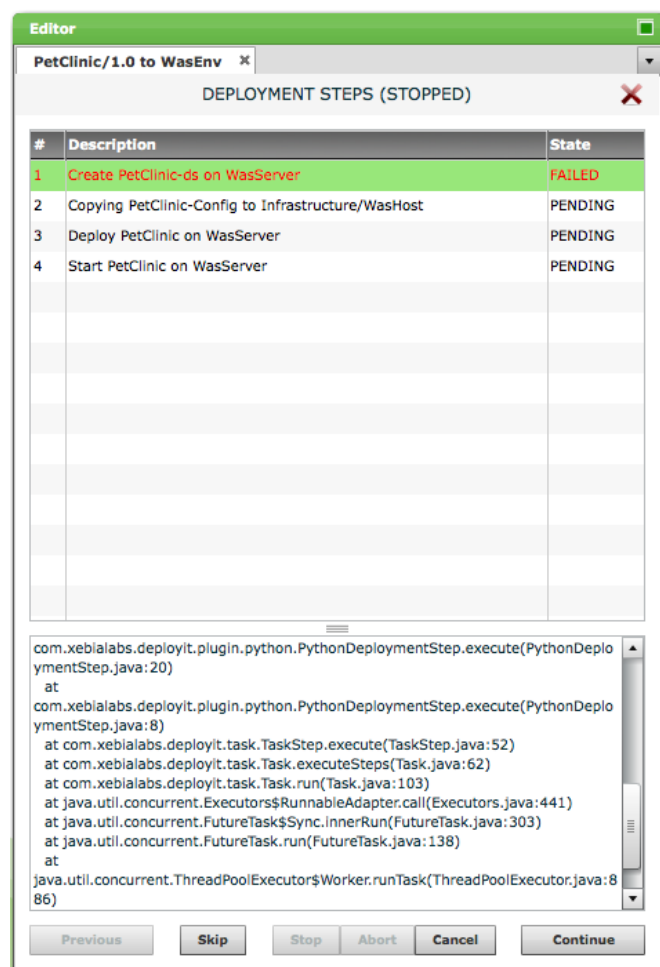 Editor
PetClinic/1.0 to WasEnv
DEPLOYMENT STEPS (STOPPED)
# Description State
1 Create PetClinic-ds on WasServer FAILED
2 Copying PetClinic-Config to Infrastructure/WasHost PENDING
3 Deploy PetClinic on WasServer PENDING
4 Start PetClinic on WasServer PENDING
com.xebialabs.deployit.plugin.python.PythonDeploymentStep.execute(PythonDeplo
ymentStep.java:20)
at
com.xebialabs.deployit.plugin.python.PythonDeploymentStep.execute(PythonDeplo
ymentStep.java:8)
at com.xebialabs.deployit.task.TaskStep.execute(TaskStep.java:52)
at com.xebialabs.deployit.task.Task.executeSteps(Task.java:62)
at com.xebialabs.deployit.task.Task.run(Task.java:103)
at java.util.concurrent.Executors$RunnableAdapter.call(Executors.java:441)
at java.util.concurrent.FutureTask$Sync.innerRun(FutureTask.java:303)
at java.util.concurrent.FutureTask.run(FutureTask.java:138)
at
java.util.concurrent.ThreadPoolExecutor$Worker.runTask(ThreadPoolExecutor.java:8
86)
Previous Skip Stop Abort Cancel Continue